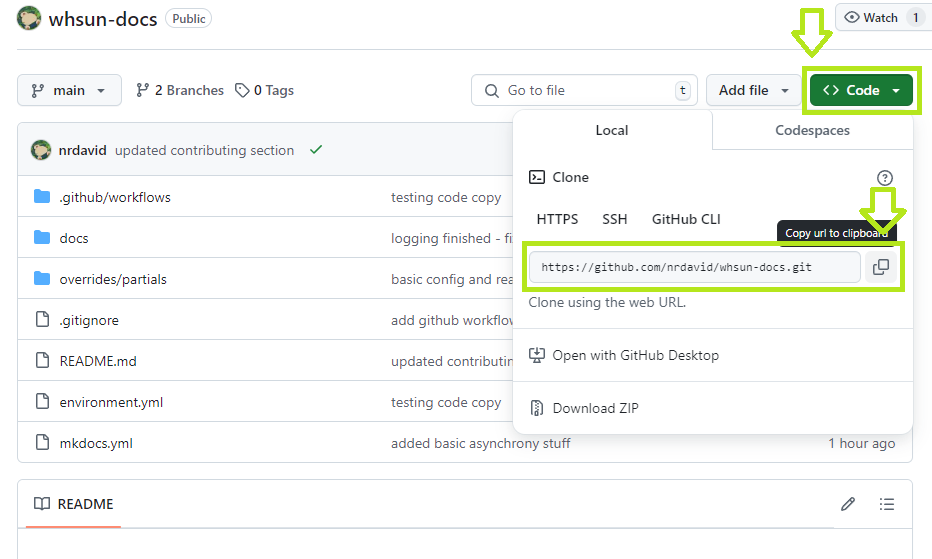 whsun-docs Public Watch 1
main 2 Branches 0 Tags Go to file t Add file <> Code
Local Codespaces
nrdavid updated contributing section
Clone
.github/workflows testing code copy
HTTPS SSH GitHub CLI
Copy url to clipboard
docs logging finished - fi
https://github.com/nrdavid/whsun-docs.git
overrides/partials basic config and rea
Clone using the web URL.
.gitignore add github workflow
Open with GitHub Desktop
README.md updated contributin
environment.yml testing code copy
Download ZIP
mkdocs.yml added basic asynchrony stuff 1 hour ago
README